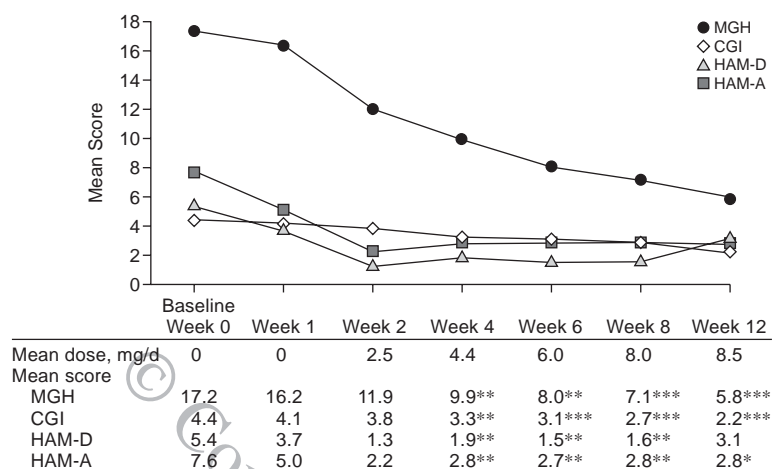 18
16
14
12
10
8
6
4
2
0
Mean Score
MGH
CGI
HAM-D
HAM-A
Baseline
Week 0 Week 1 Week 2 Week 4 Week 6 Week 8 Week 12
Mean dose, mg/d 0 0 2.5 4.4 6.0 8.0 8.5
Mean score
MGH 17.2 16.2 11.9 9.9** 8.0** 7.1*** 5.8***
CGI 4.4 4.1 3.8 3.3** 3.1*** 2.7*** 2.2***
HAM-D 5.4 3.7 1.3 1.9** 1.5** 1.6** 3.1
HAM-A 7.6 5.0 2.2 2.8** 2.7** 2.8** 2.8*